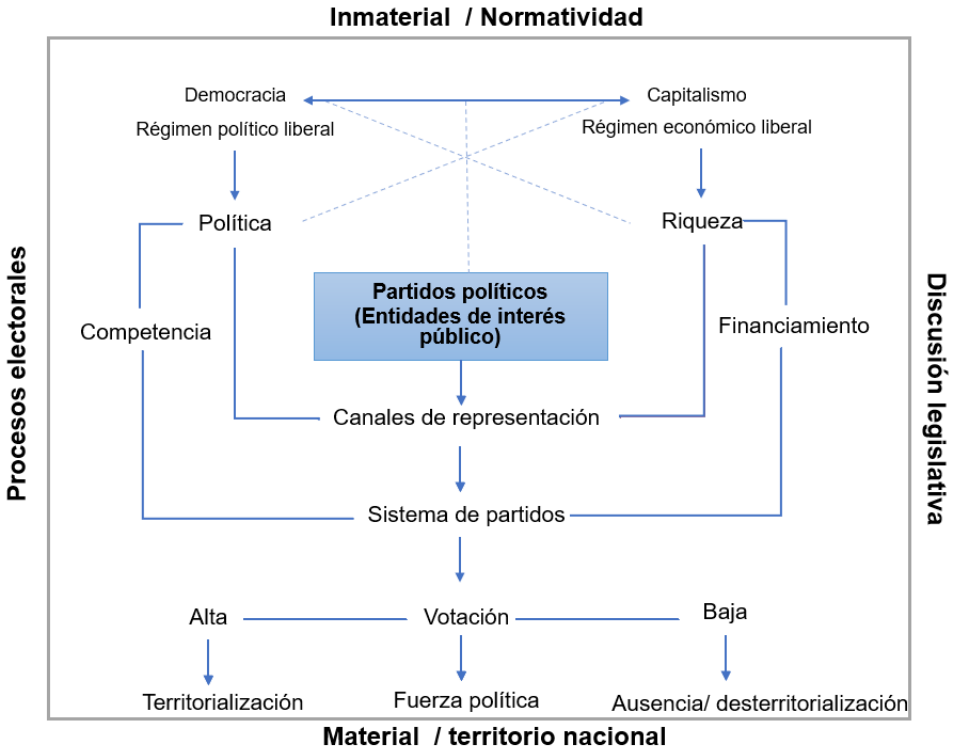 Inmaterial / Normatividad
Democracia
Capitalismo
Régimen político liberal
Régimen económico liberal
Política
Riqueza
Partidos políticos
(Entidades de interés
público)
Competencia
Financiamiento
Canales de representación
Sistema de partidos
Alta
Votación
Baja
Territorialización
Fuerza política
Ausencia/ desterritorialización
Procesos electorales
Discusión legislativa
Material / territorio nacional